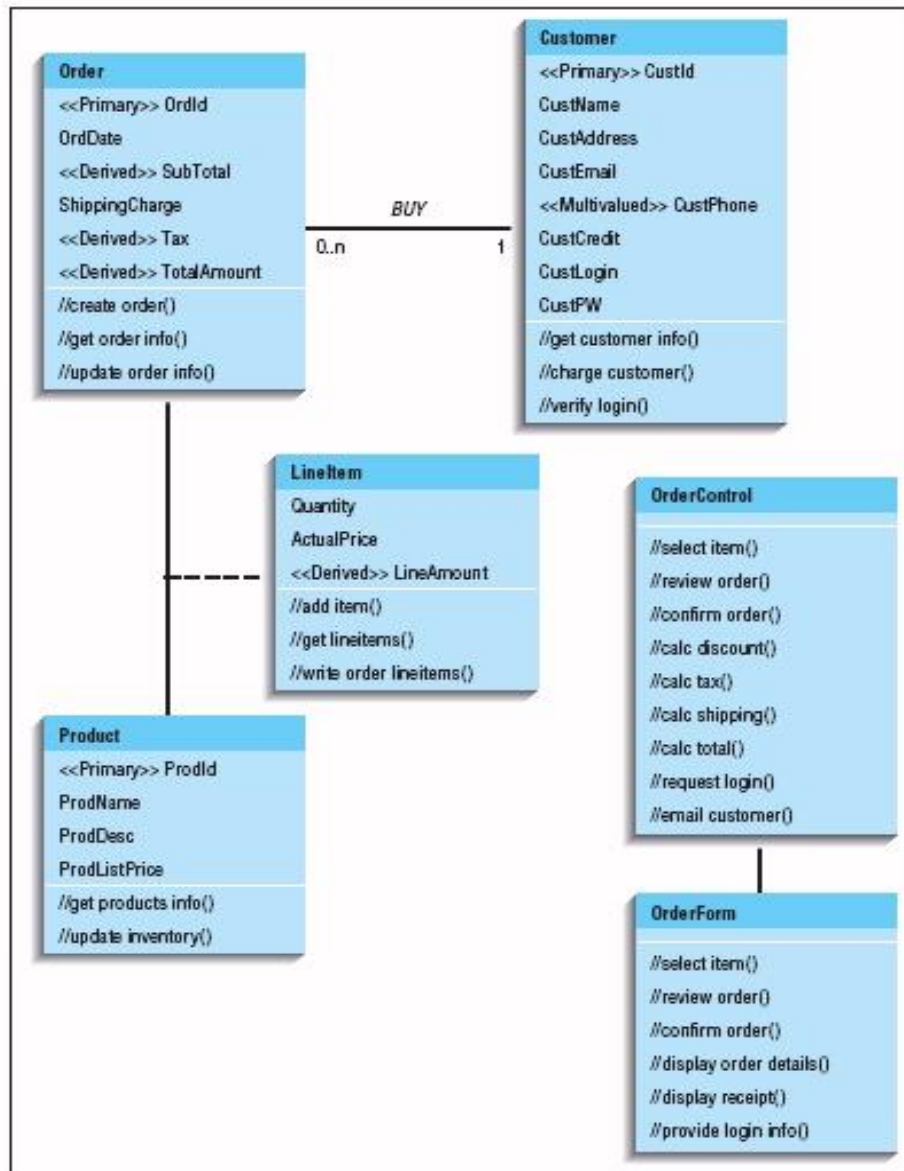 Order
<<Primary>> OrdId
OrdDate
<<Derived>> SubTotal
ShippingCharge
<<Derived>> Tax
<<Derived>> TotalAmount
//create order()
//get order info()
//update order info()
BUY
0..n
1
Customer
<<Primary>> CustId
CustName
CustAddress
CustEmail
<<Multivalued>> CustPhone
CustCredit
CustLogin
CustPW
//get customer info()
//charge customer()
//verify login()
LineItem
Quantity
ActualPrice
<<Derived>> LineAmount
//add item()
//get lineitems()
//write order lineitems()
Product
<<Primary>> ProdId
ProdName
ProdDesc
ProdListPrice
//get products info()
//update inventory()
OrderControl
//select item()
//review order()
//confirm order()
//calc discount()
//calc tax()
//calc shipping()
//calc total()
//request login()
//email customer()
OrderForm
//select item()
//review order()
//confirm order()
//display order details()
//display receipt()
//provide login info()